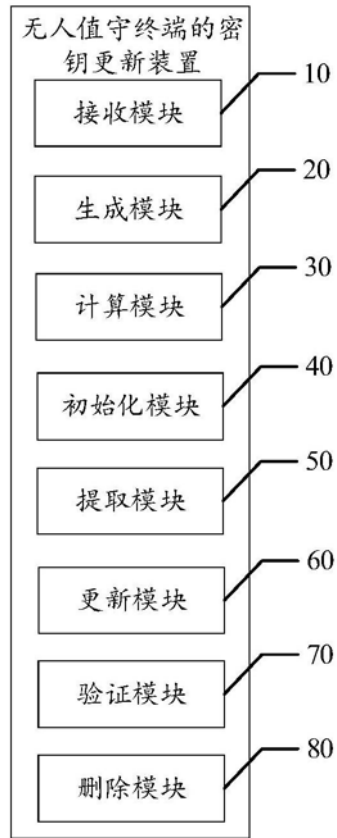 无人值守终端的密
钥更新装置
接收模块
10
生成模块
20
计算模块
30
初始化模块
40
提取模块
50
更新模块
60
验证模块
70
删除模块
80